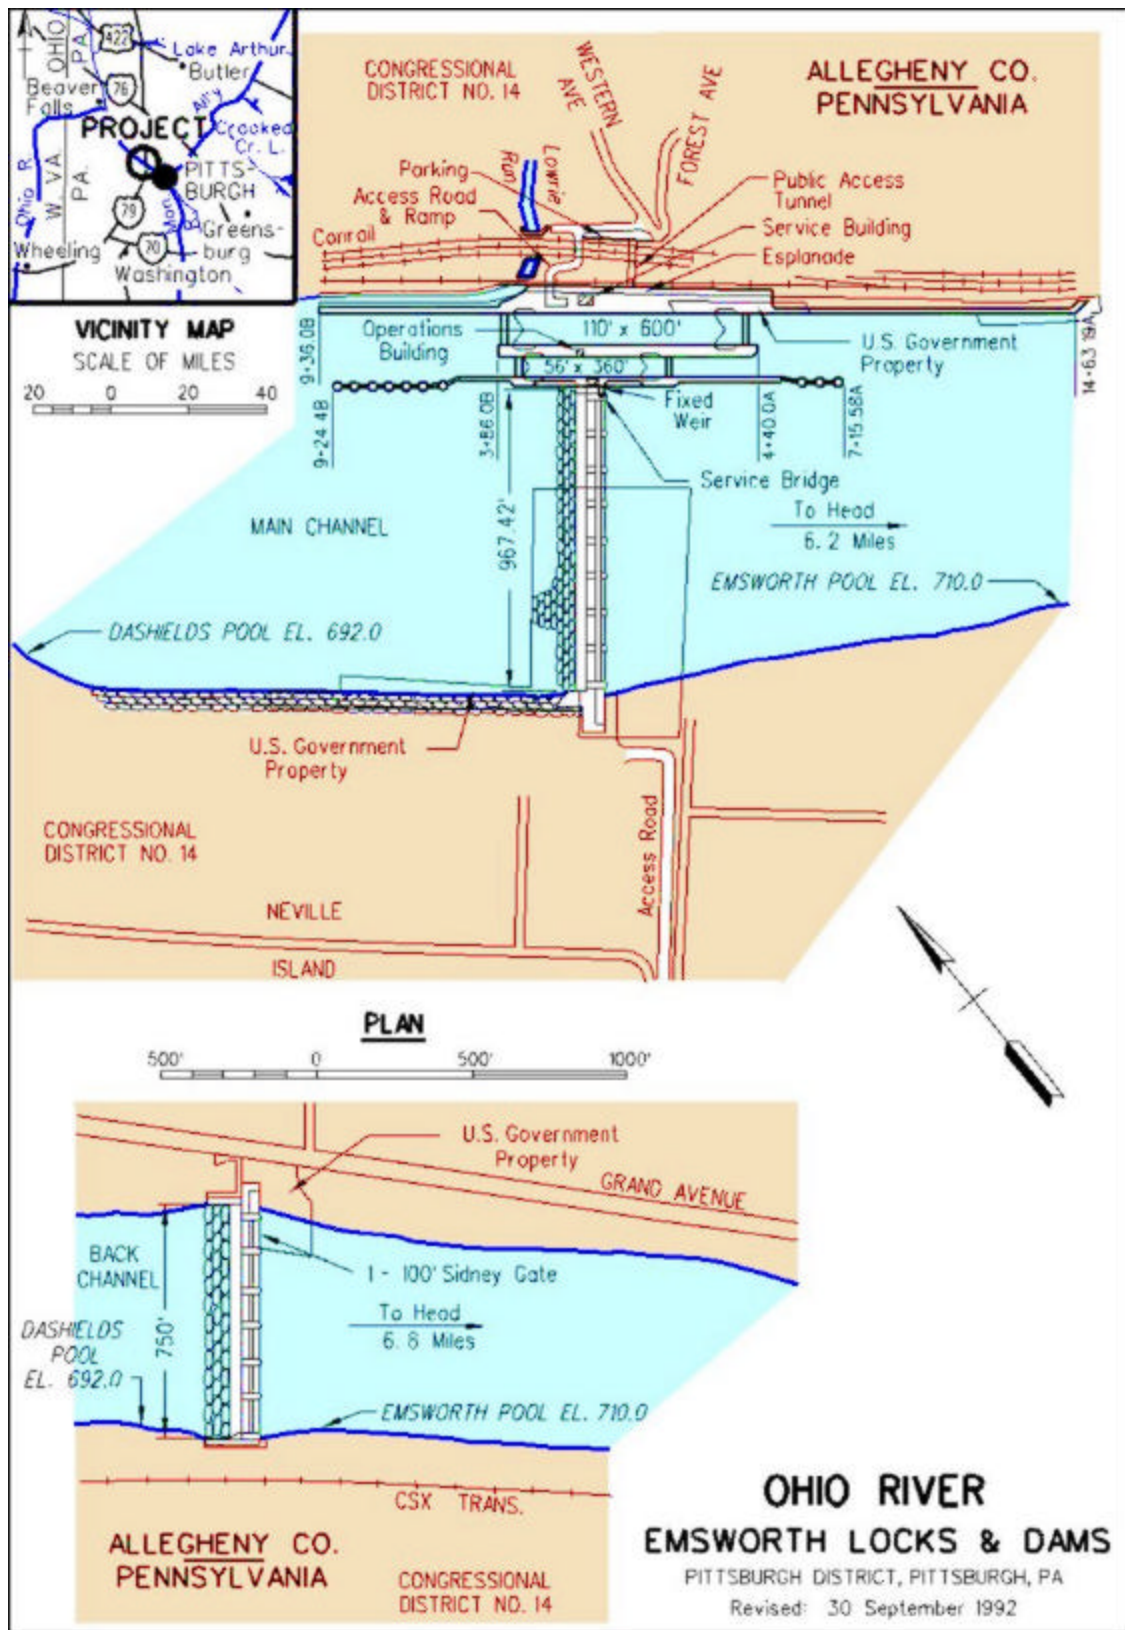 OHIO
PA.
422
Lake Arthur
Butler
Beaver
Falls
76
All'y
PROJECT
Crooked
Cr. L.
Ohio R.
W. VA.
PA.
PITTS-
BURGH
79
Mon
R.
Greens-
burg
70
Wheeling
Washington
VICINITY MAP
SCALE OF MILES
20 0 20 40
CONGRESSIONAL
DISTRICT NO. 14
WESTERN
AVE
FOREST AVE
ALLEGHENY CO.
PENNSYLVANIA
Lowrie
Run
Parking
Access Road
& Ramp
Conrail
Public Access
Tunnel
Service Building
Esplanade
Operations
Building
110' x 600'
56' x 360'
U.S. Government
Property
Fixed
Weir
9+36.0B
9+24.4B
3+86.0B
4+40.0A
7+15.58A
14+63.19A
Service Bridge
967.42'
MAIN CHANNEL
To Head
6.2 Miles
EMSWORTH POOL EL. 710.0
DASHIELDS POOL EL. 692.0
U.S. Government
Property
CONGRESSIONAL
DISTRICT NO. 14
Access Road
NEVILLE
ISLAND
PLAN
500' 0 500' 1000'
U.S. Government
Property
GRAND AVENUE
BACK
CHANNEL
750'
1 - 100' Sidney Gate
To Head
6.8 Miles
DASHIELDS
POOL
EL. 692.0
EMSWORTH POOL EL. 710.0
CSX TRANS.
ALLEGHENY CO.
PENNSYLVANIA
CONGRESSIONAL
DISTRICT NO. 14
OHIO RIVER
EMSWORTH LOCKS & DAMS
PITTSBURGH DISTRICT, PITTSBURGH, PA
Revised: 30 September 1992